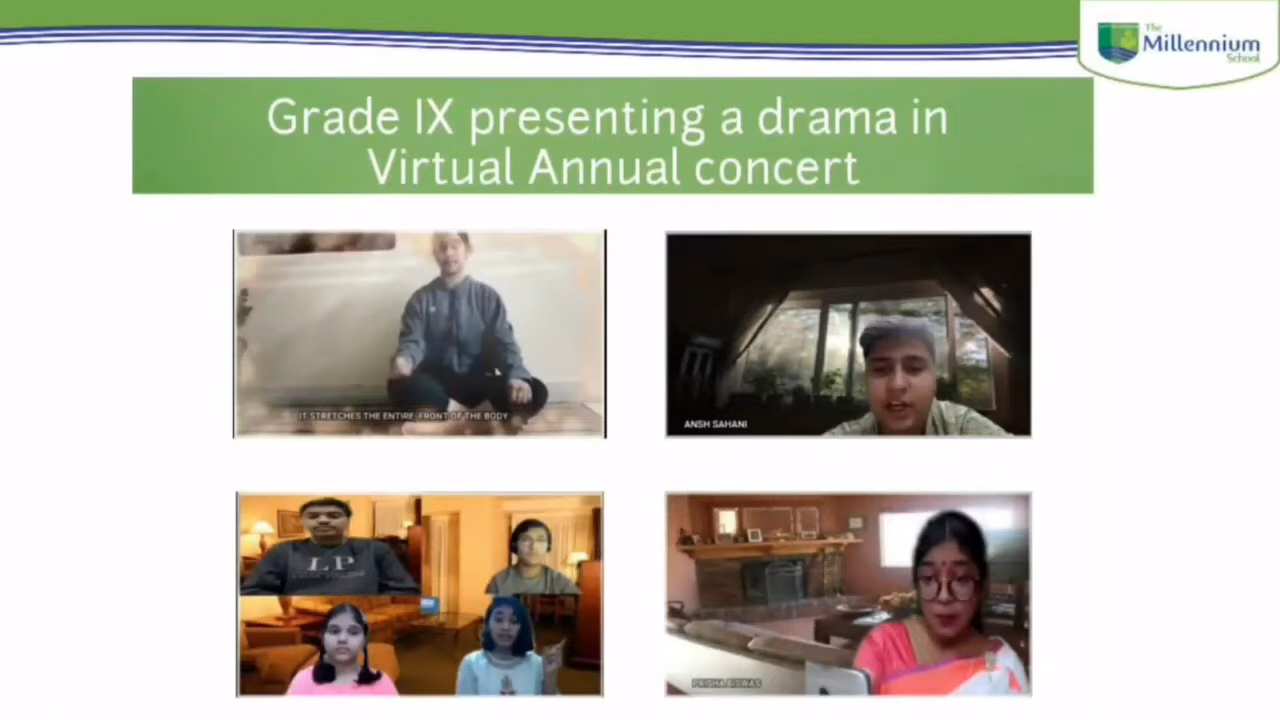 The
Millennium
School
Grade IX presenting a drama in
Virtual Annual concert
IT STRETCHES THE ENTIRE FRONT OF THE BODY
ANSH SAHANI
LP
PRISHA BISWAS